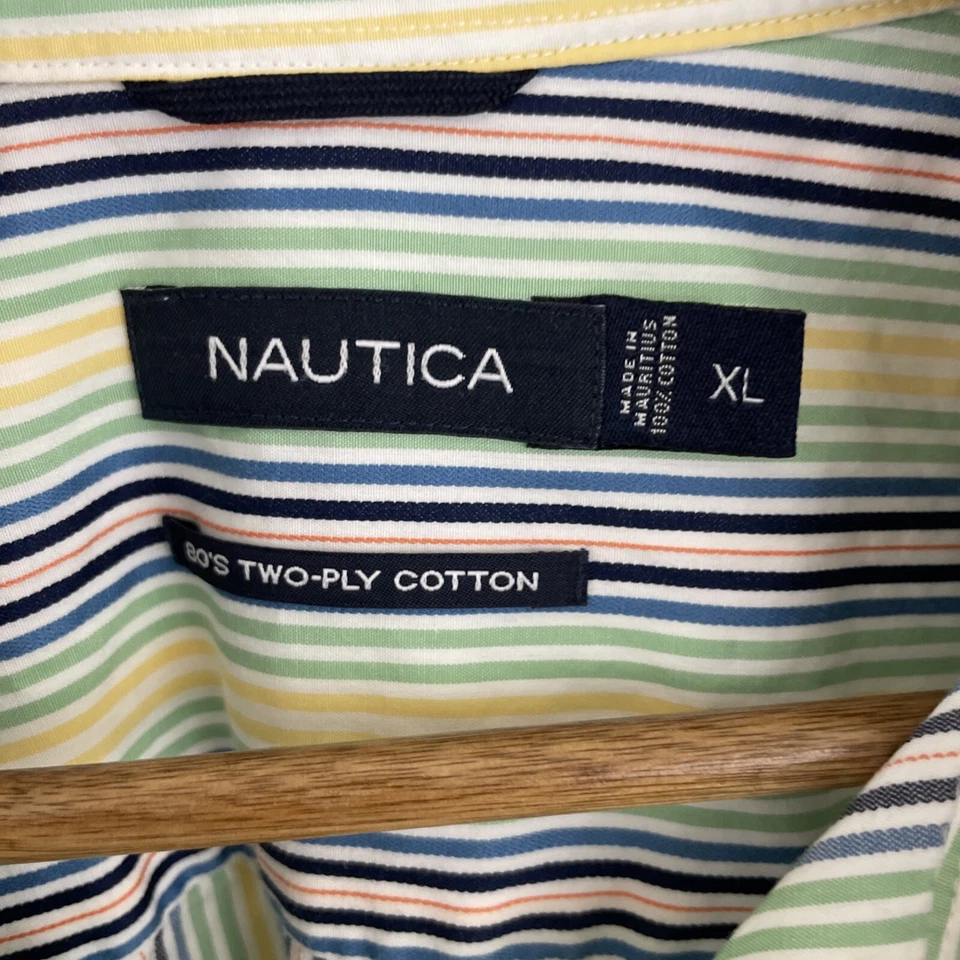 NAUTICA
MADE IN
MAURITIUS
100% COTTON
XL
80'S TWO-PLY COTTON